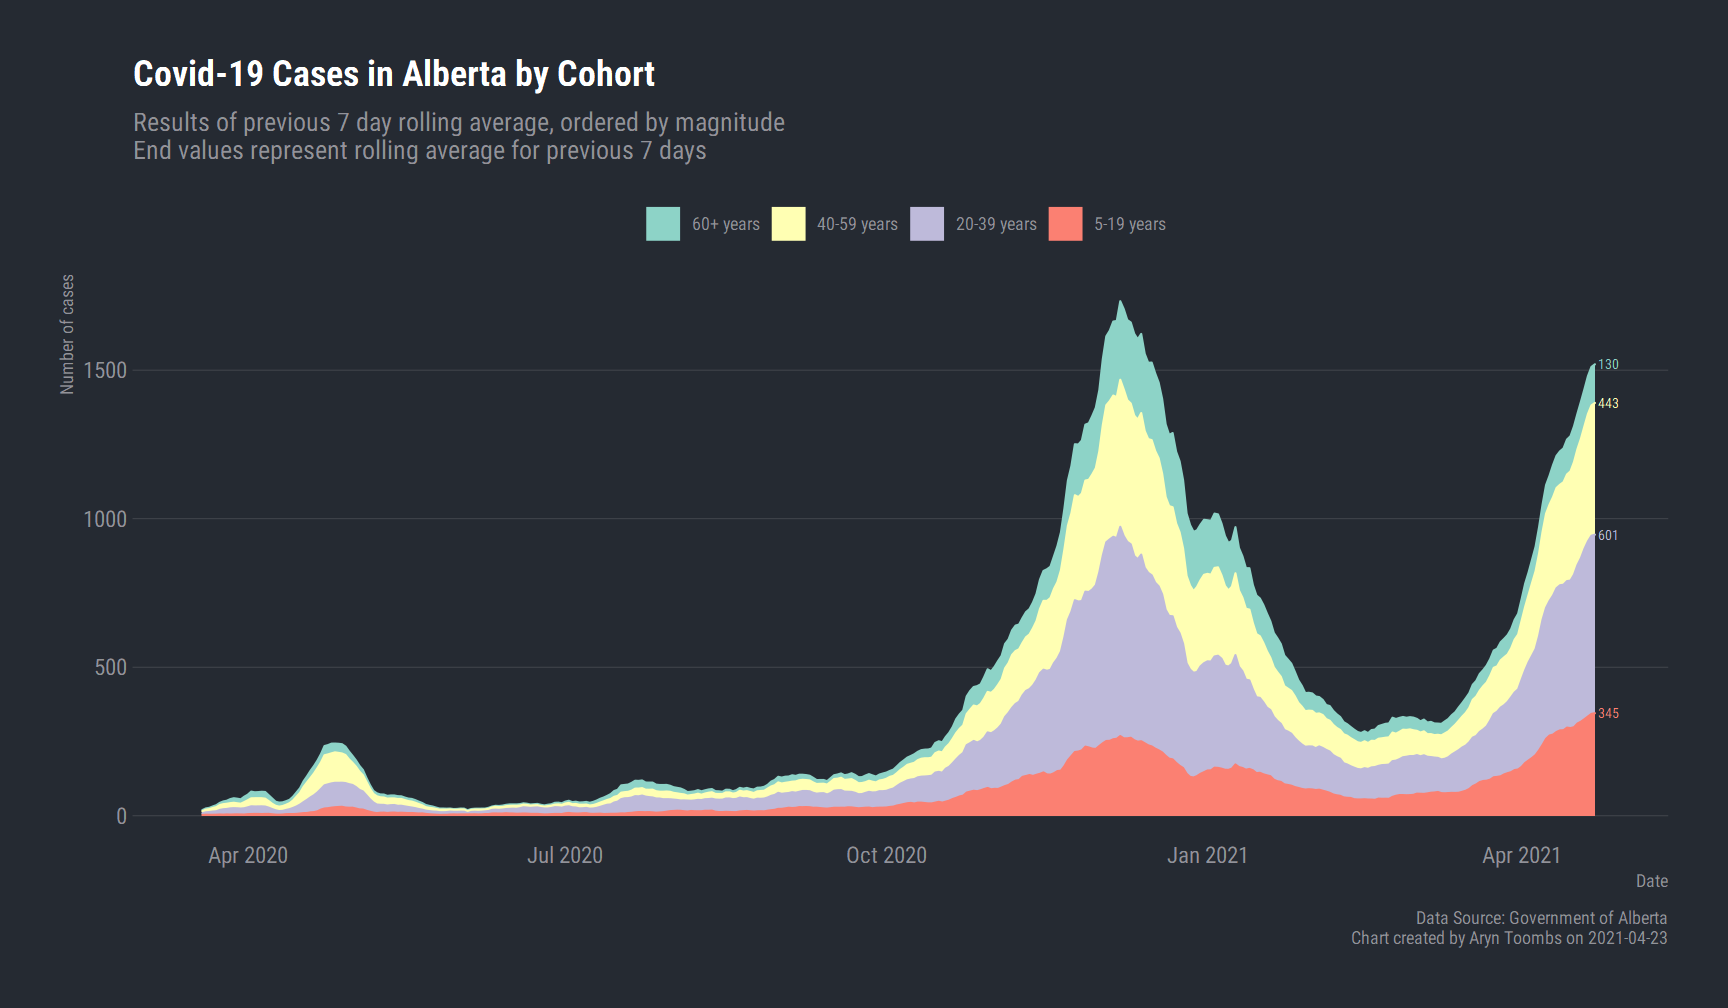 Covid-19 Cases in Alberta by Cohort
Results of previous 7 day rolling average, ordered by magnitude
End values represent rolling average for previous 7 days
60+ years
40-59 years
20-39 years
5-19 years
Number of cases
1500
1000
500
0
130
443
601
345
Apr 2020
Jul 2020
Oct 2020
Jan 2021
Apr 2021
Date
Data Source: Government of Alberta
Chart created by Aryn Toombs on 2021-04-23